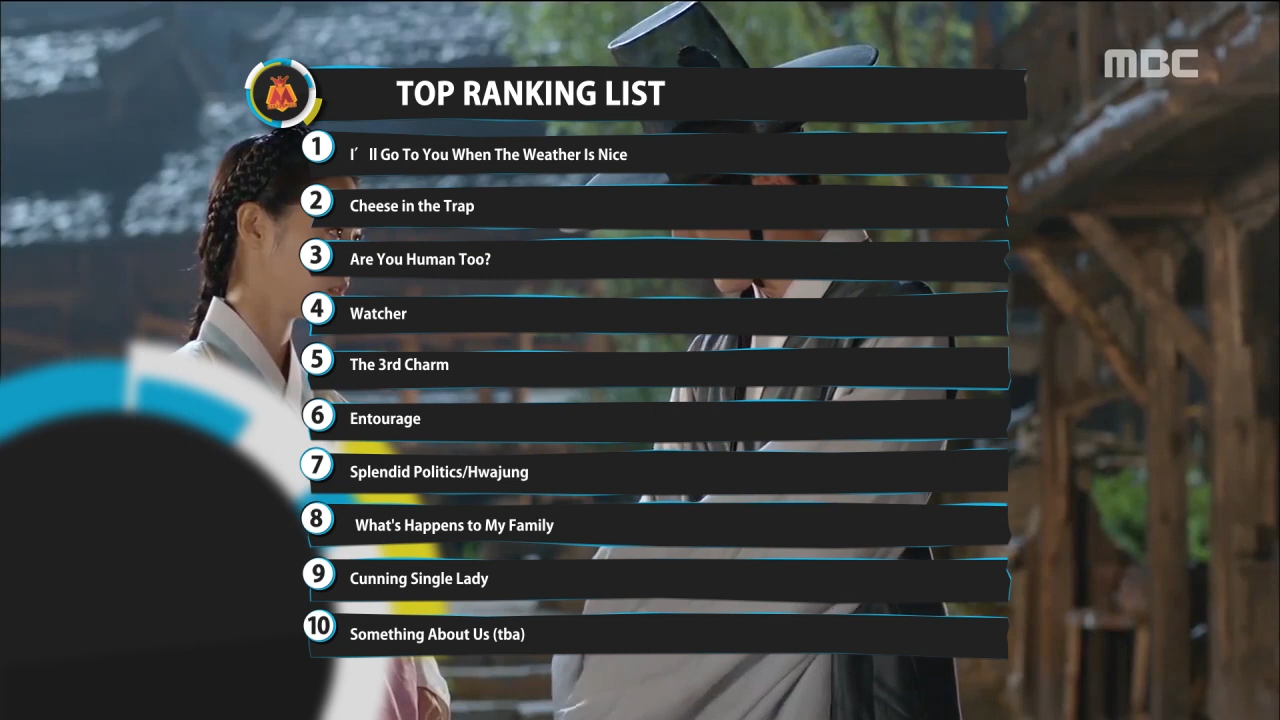 MBC
TOP RANKING LIST
1 I´ ll Go To You When The Weather Is Nice
2 Cheese in the Trap
3 Are You Human Too?
4 Watcher
5 The 3rd Charm
6 Entourage
7 Splendid Politics/Hwajung
8 What's Happens to My Family
9 Cunning Single Lady
10 Something About Us (tba)